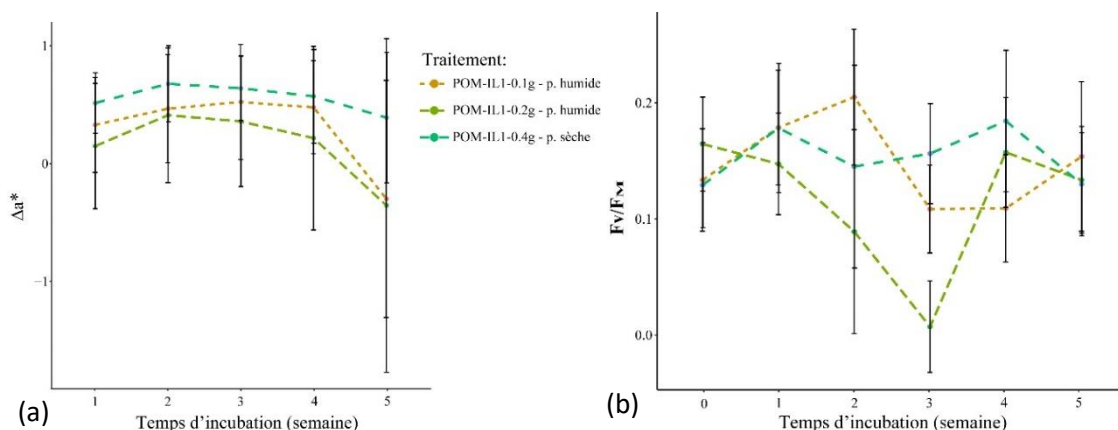 Δa*
1
0
−1
1 2 3 4 5
Temps d'incubation (semaine)
(a)
Traitement:
POM-IL1-0.1g - p. humide
POM-IL1-0.2g - p. humide
POM-IL1-0.4g - p. sèche
Fv/FM
0.2
0.1
0.0
0 1 2 3 4 5
Temps d'incubation (semaine)
(b)